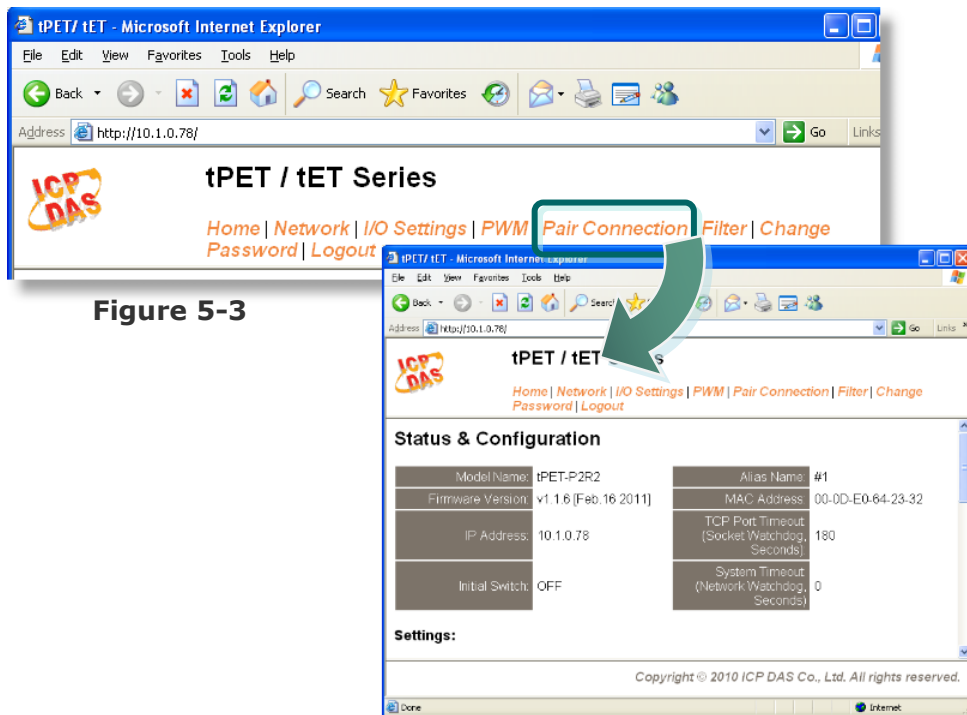 tPET/ tET - Microsoft Internet Explorer
File Edit View Favorites Tools Help
Back Search Favorites
Address http://10.1.0.78/ Go Links
ICP DAS
tPET / tET Series
Home | Network | I/O Settings | PWM | Pair Connection | Filter | Change
Password | Logout
Figure 5-3
tPET/ tET - Microsoft Internet Explorer
File Edit View Favorites Tools Help
Back Search
Address http://10.1.0.78/ Go Links »
ICP DAS
tPET / tET
Home | Network | I/O Settings | PWM | Pair Connection | Filter | Change
Password | Logout
Status & Configuration
Model Name: tPET-P2R2 Alias Name: #1
Firmware Version: v1.1.6 [Feb.16 2011] MAC Address: 00-0D-E0-64-23-32
IP Address: 10.1.0.78 TCP Port Timeout
(Socket Watchdog, 180
Seconds)
Initial Switch: OFF System Timeout
(Network Watchdog, 0
Seconds)
Settings:
Copyright © 2010 ICP DAS Co., Ltd. All rights reserved.
Done Internet